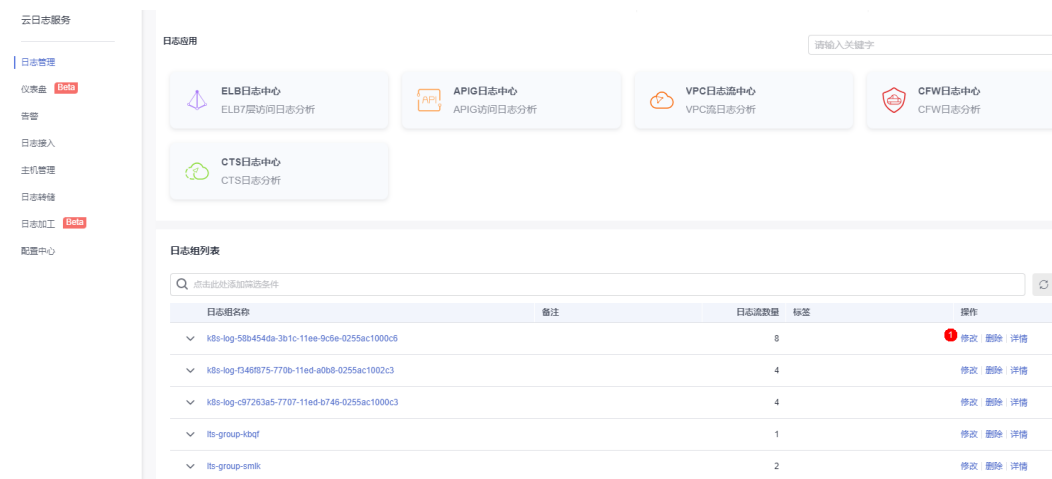 云日志服务
日志管理
仪表盘 Beta
告警
日志接入
主机管理
日志转储
日志加工 Beta
配置中心
日志应用
请输入关键字
ELB日志中心
ELB7层访问日志分析
API
APIG日志中心
APIG访问日志分析
VPC日志流中心
VPC流日志分析
CFW日志中心
CFW日志分析
CTS日志中心
CTS日志分析
日志组列表
点击此处添加筛选条件
日志组名称 备注 日志流数量 标签 操作
k8s-log-58b454da-3b1c-11ee-9c6e-0255ac1000c6 8 1 修改 删除 详情
k8s-log-f346f875-770b-11ed-a0b8-0255ac1002c3 4 修改 删除 详情
k8s-log-c97263a5-7707-11ed-b746-0255ac1000c3 4 修改 删除 详情
lts-group-kbqf 1 修改 删除 详情
lts-group-smlk 2 修改 删除 详情